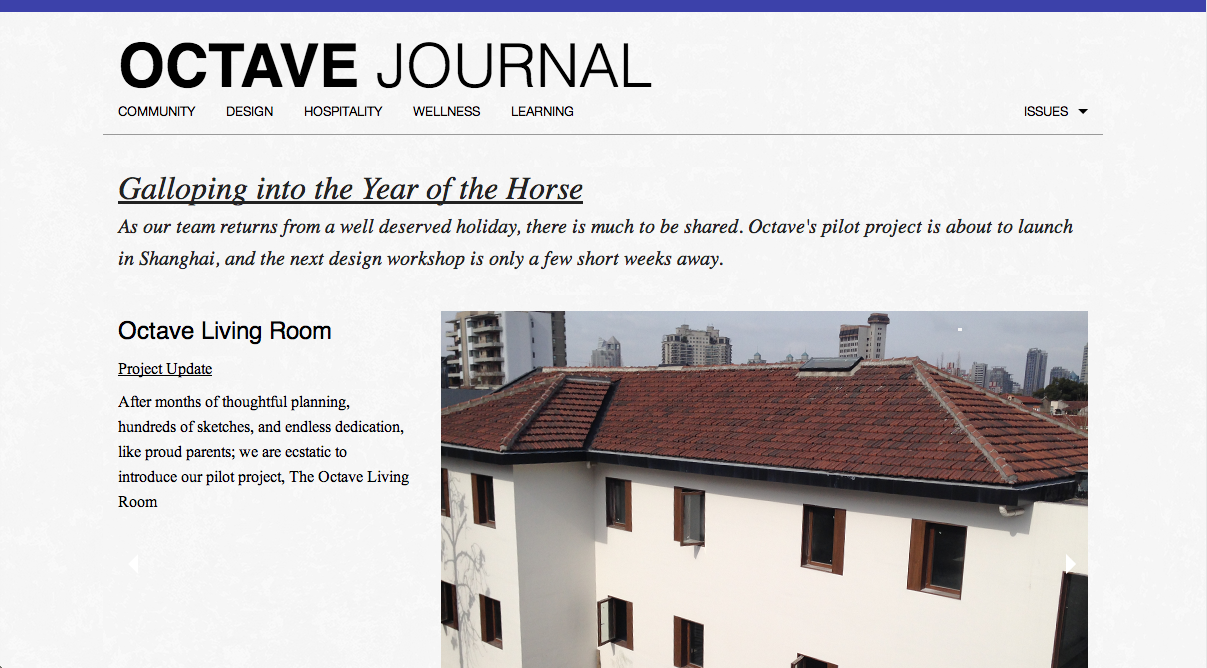 OCTAVE JOURNAL
COMMUNITY DESIGN HOSPITALITY WELLNESS LEARNING ISSUES
Galloping into the Year of the Horse
As our team returns from a well deserved holiday, there is much to be shared. Octave's pilot project is about to launch
in Shanghai, and the next design workshop is only a few short weeks away.
Octave Living Room
Project Update
After months of thoughtful planning,
hundreds of sketches, and endless dedication,
like proud parents; we are ecstatic to
introduce our pilot project, The Octave Living
Room